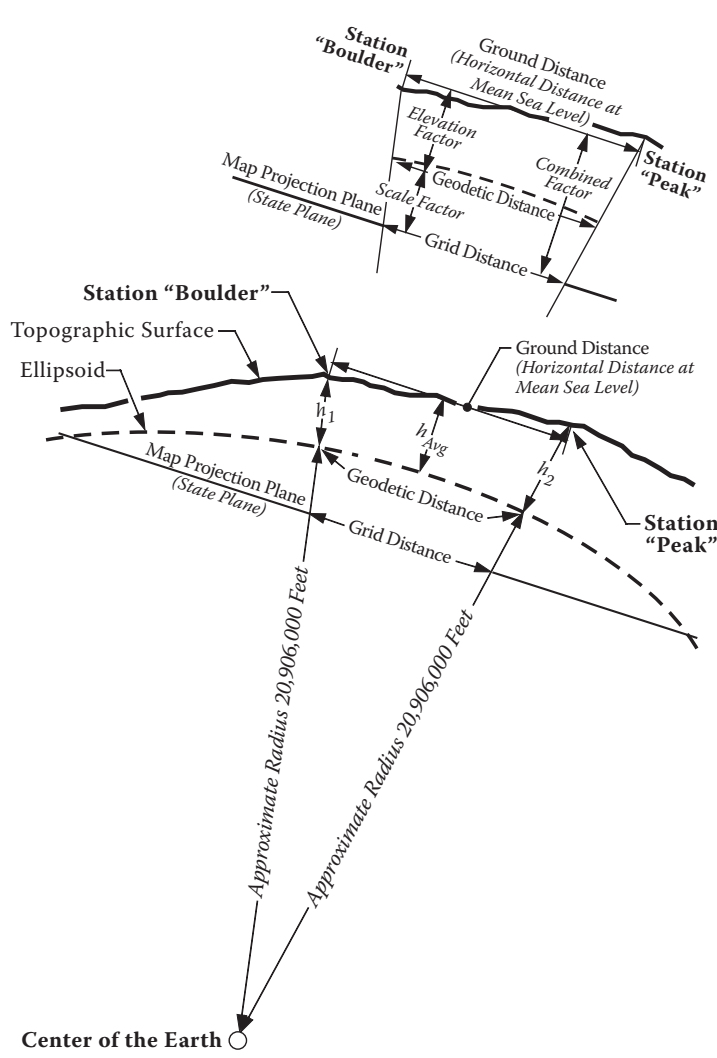 Station
“Boulder”
Ground Distance
(Horizontal Distance at
Mean Sea Level)
Elevation
Factor
Combined
Factor
Station
“Peak”
Map Projection Plane
(State Plane)
Scale Factor
Geodetic Distance
Grid Distance
Station “Boulder”
Topographic Surface
Ellipsoid
Ground Distance
(Horizontal Distance at
Mean Sea Level)
h1
hAvg
h2
Map Projection Plane
(State Plane)
Geodetic Distance
Grid Distance
Station
“Peak”
Approximate Radius 20,906,000 Feet
Approximate Radius 20,906,000 Feet
Center of the Earth